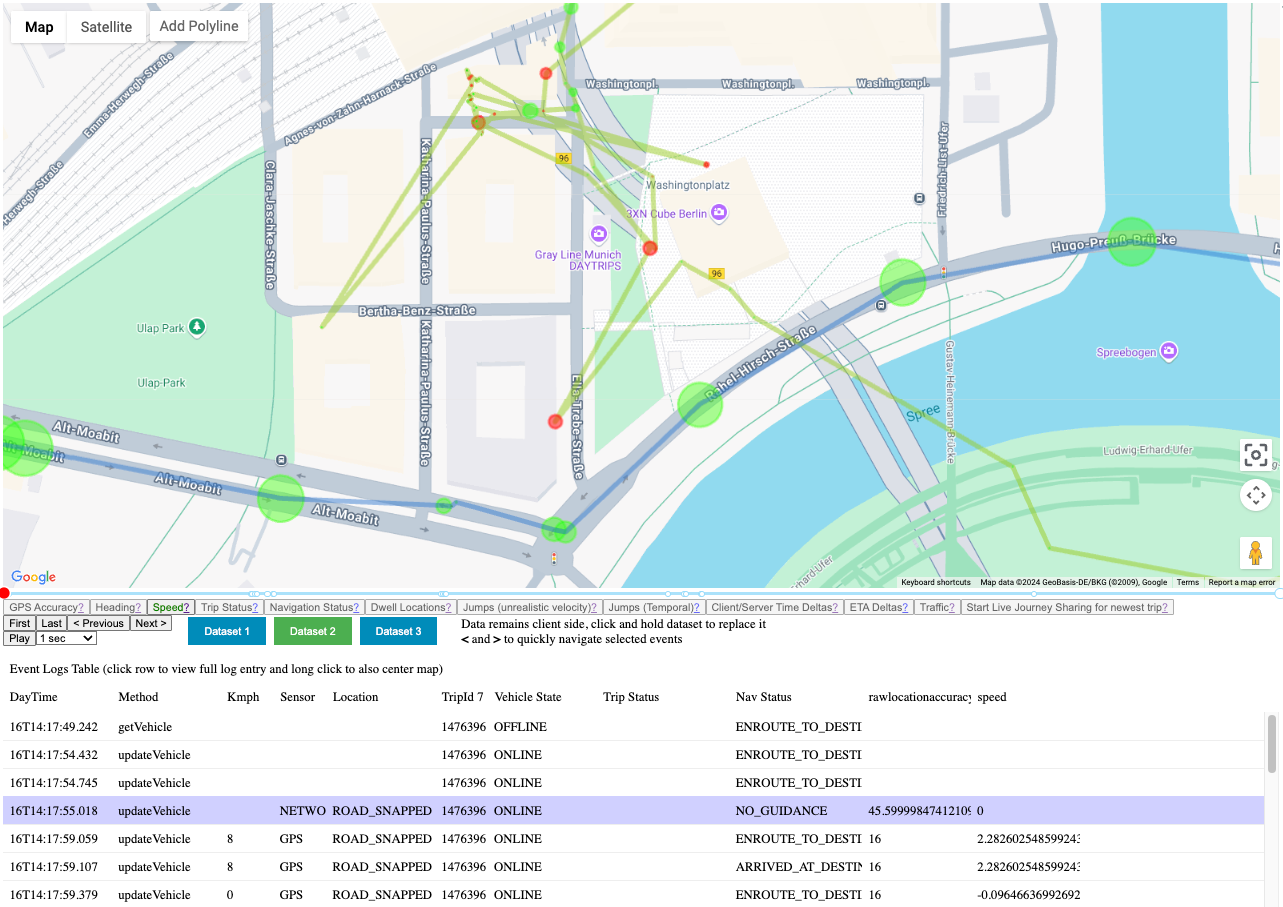 Map
Satellite
Add Polyline
Emma-Herwegh-Straße
Herwegh-Straße
Agnes-von-Zahn-Harnack-Straße
Clara-Jaschke-Straße
Katharina-Paulus-Straße
Katharina-Paulus-Straße
Washingtonpl.
Washingtonpl.
Washingtonpl.
Friedrich-List-Ufer
96
Washingtonplatz
3XN Cube Berlin
Gray Line Munich
DAYTRIPS
96
Hugo-Preuß-Brücke
Bertha-Benz-Straße
Ulap Park
Ulap-Park
Rahel-Hirsch-Straße
Ella-Trebe-Straße
Gustav-Heinemann-Brücke
Spreebogen
Spree
Alt-Moabit
Alt-Moabit
Alt-Moabit
Alt-Moabit
Ludwig-Erhard-Ufer
rhard-Ufer
Google
Keyboard shortcuts
Map data ©2024 GeoBasis-DE/BKG (©2009), Google
Terms
Report a map error
GPS Accuracy? Heading? Speed? Trip Status? Navigation Status? Dwell Locations? Jumps (unrealistic velocity)? Jumps (Temporal)? Client/Server Time Deltas? ETA Deltas? Traffic? Start Live Journey Sharing for newest trip?
First Last < Previous Next >
Play 1 sec
Dataset 1 Dataset 2 Dataset 3
Data remains client side, click and hold dataset to replace it
< and > to quickly navigate selected events
Event Logs Table (click row to view full log entry and long click to also center map)
DayTime Method Kmph Sensor Location TripId 7 Vehicle State Trip Status Nav Status rawlocationaccuracy speed
16T14:17:49.242 getVehicle 1476396 OFFLINE ENROUTE_TO_DESTI
16T14:17:54.432 updateVehicle 1476396 ONLINE ENROUTE_TO_DESTI
16T14:17:54.745 updateVehicle 1476396 ONLINE ENROUTE_TO_DESTI
16T14:17:55.018 updateVehicle NETWO ROAD_SNAPPED 1476396 ONLINE NO_GUIDANCE 45.59999847412109 0
16T14:17:59.059 updateVehicle 8 GPS ROAD_SNAPPED 1476396 ONLINE ENROUTE_TO_DESTI 16 2.282602548599243
16T14:17:59.107 updateVehicle 8 GPS ROAD_SNAPPED 1476396 ONLINE ARRIVED_AT_DESTIN 16 2.282602548599243
16T14:17:59.379 updateVehicle 0 GPS ROAD_SNAPPED 1476396 ONLINE ENROUTE_TO_DESTI 16 -0.09646636992692